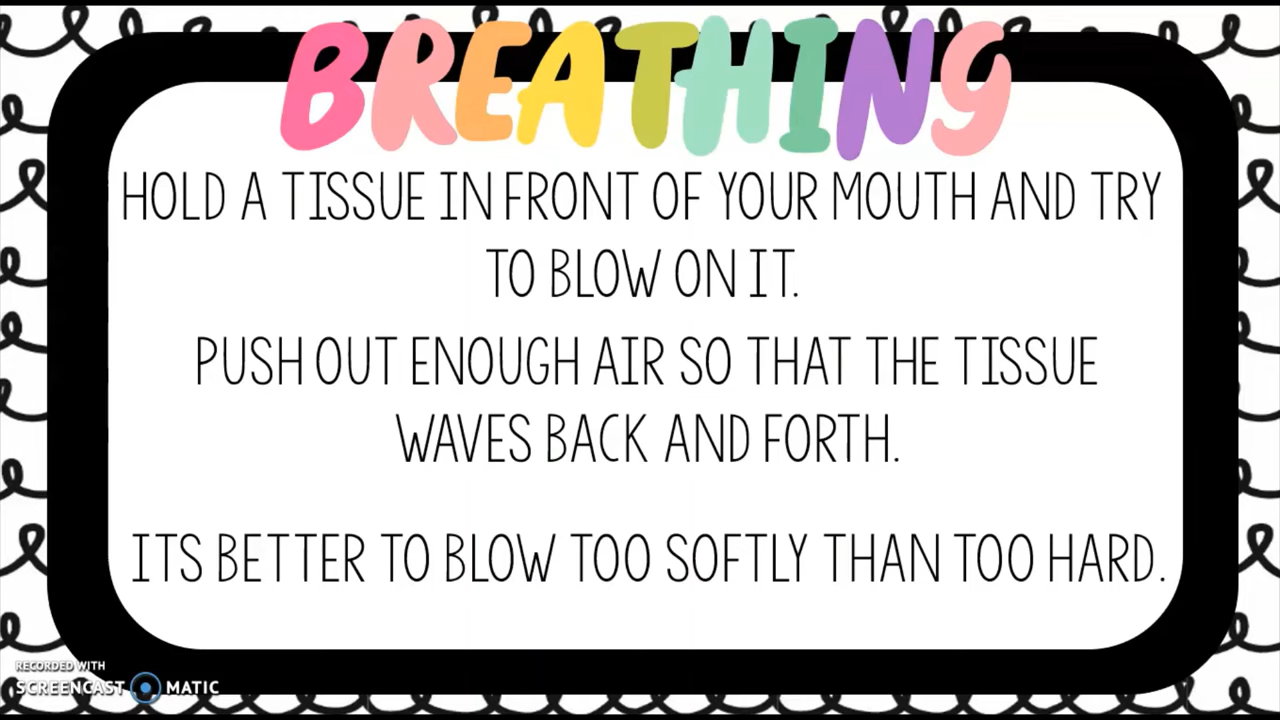 BREATHING
HOLD A TISSUE IN FRONT OF YOUR MOUTH AND TRY
TO BLOW ON IT.
PUSH OUT ENOUGH AIR SO THAT THE TISSUE
WAVES BACK AND FORTH.
ITS BETTER TO BLOW TOO SOFTLY THAN TOO HARD.
RECORDED WITH
SCREENCAST MATIC